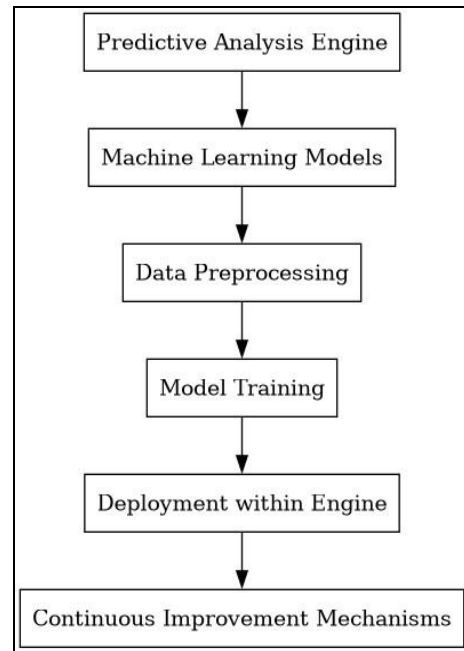 Predictive Analysis Engine
Machine Learning Models
Data Preprocessing
Model Training
Deployment within Engine
Continuous Improvement Mechanisms